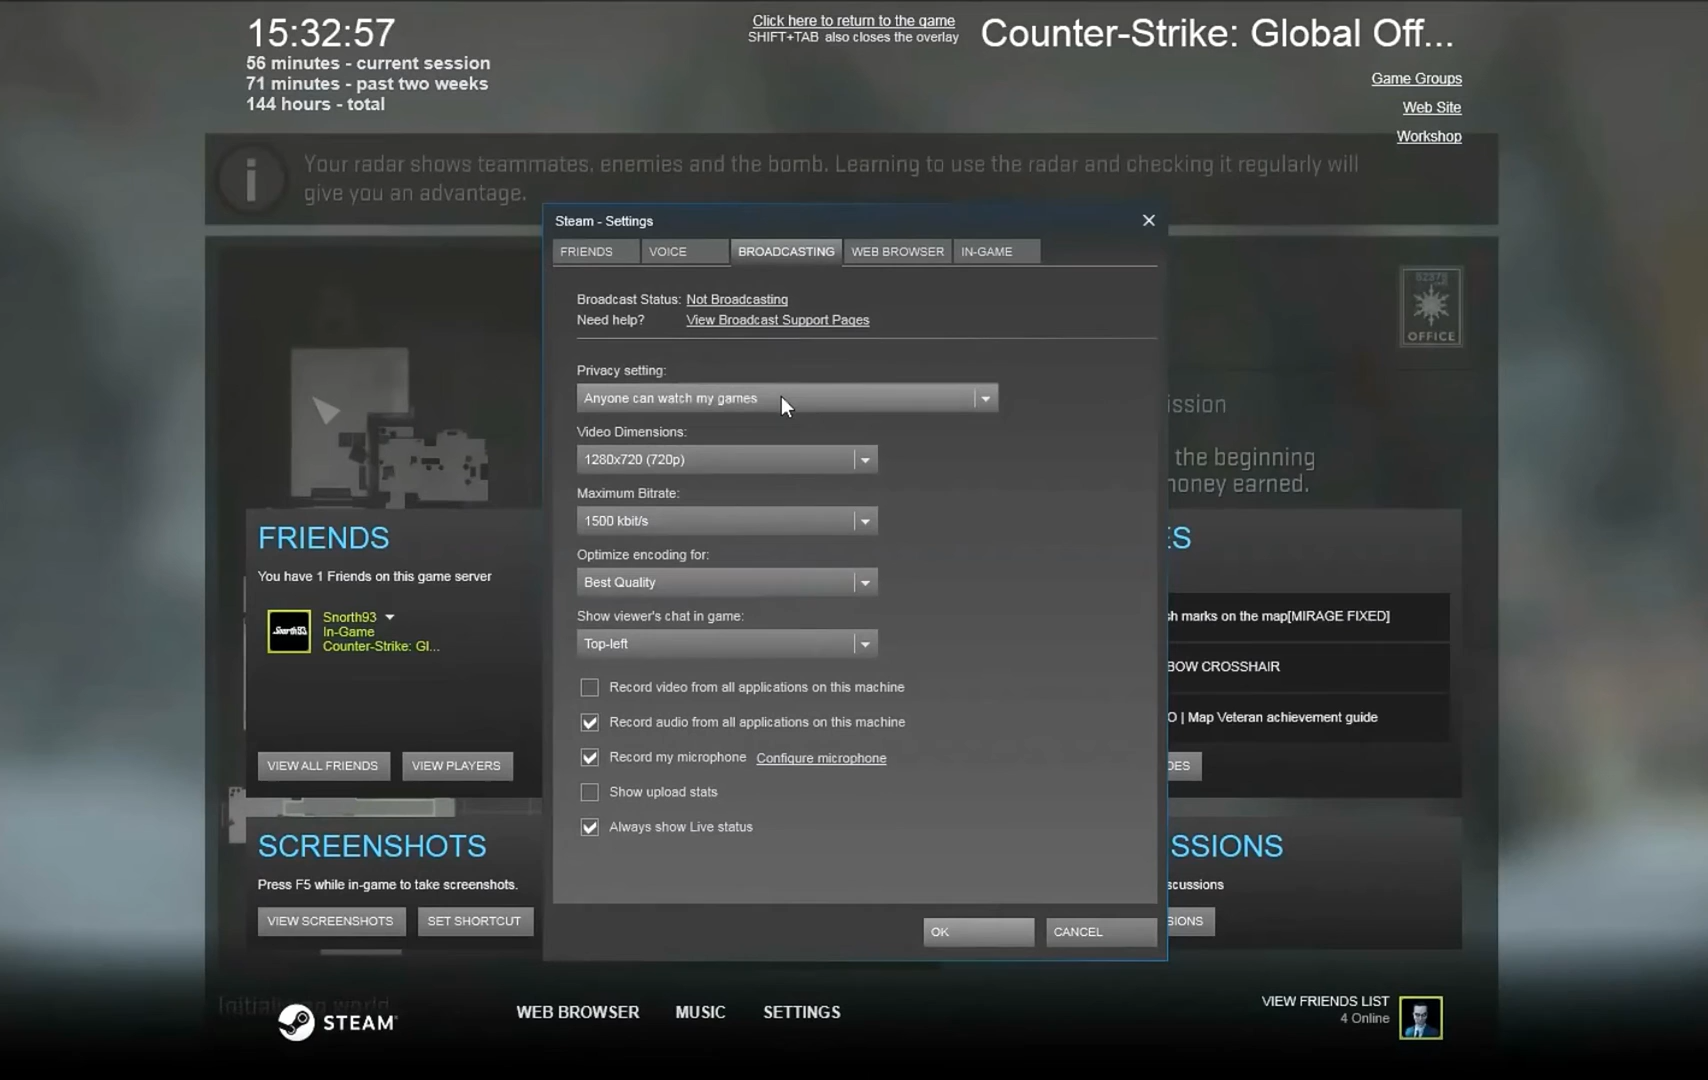 15:32:57
56 minutes - current session
71 minutes - past two weeks
144 hours - total
Click here to return to the game
SHIFT+TAB also closes the overlay
Counter-Strike: Global Off...
Game Groups
Web Site
Workshop
Your radar shows teammates, enemies and the bomb. Learning to use the radar and checking it regularly will
give you an advantage.
Steam - Settings
FRIENDS
VOICE
BROADCASTING
WEB BROWSER
IN-GAME
Broadcast Status: Not Broadcasting
Need help? View Broadcast Support Pages
Privacy setting:
Anyone can watch my games
Video Dimensions:
1280x720 (720p)
Maximum Bitrate:
1500 kbit/s
Optimize encoding for:
Best Quality
Show viewer's chat in game:
Top-left
Record video from all applications on this machine
Record audio from all applications on this machine
Record my microphone Configure microphone
Show upload stats
Always show Live status
OK
CANCEL
OFFICE
ission
the beginning
noney earned.
FRIENDS
You have 1 Friends on this game server
Snorth93
Snorth93
In-Game
Counter-Strike: Gl...
VIEW ALL FRIENDS
VIEW PLAYERS
ES
h marks on the map[MIRAGE FIXED]
BOW CROSSHAIR
O | Map Veteran achievement guide
DES
SCREENSHOTS
Press F5 while in-game to take screenshots.
VIEW SCREENSHOTS
SET SHORTCUT
SSIONS
scussions
SIONS
STEAM
WEB BROWSER
MUSIC
SETTINGS
VIEW FRIENDS LIST
4 Online